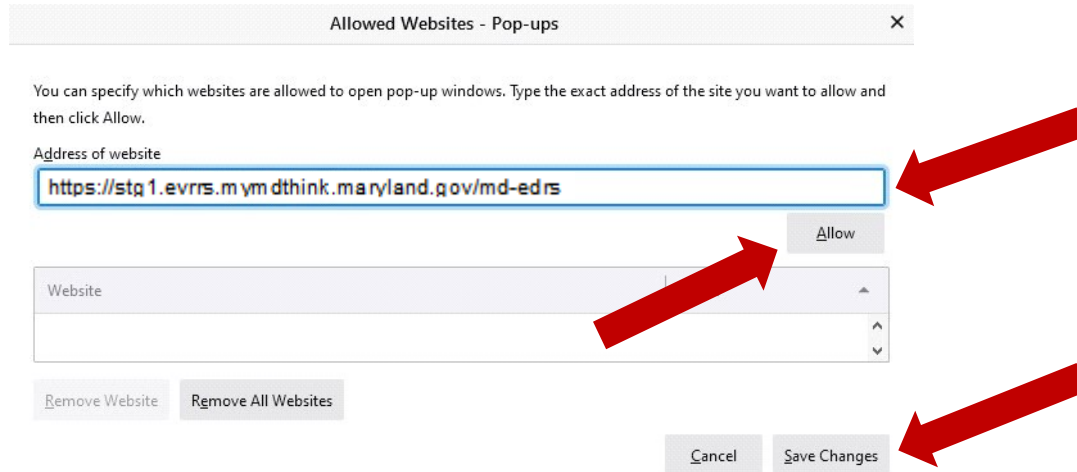 Allowed Websites - Pop-ups
You can specify which websites are allowed to open pop-up windows. Type the exact address of the site you want to allow and
then click Allow.
Address of website
https://stg1.evrrs.mymdthink.maryland.gov/md-edrs
Allow
Website
Remove Website Remove All Websites
Cancel Save Changes